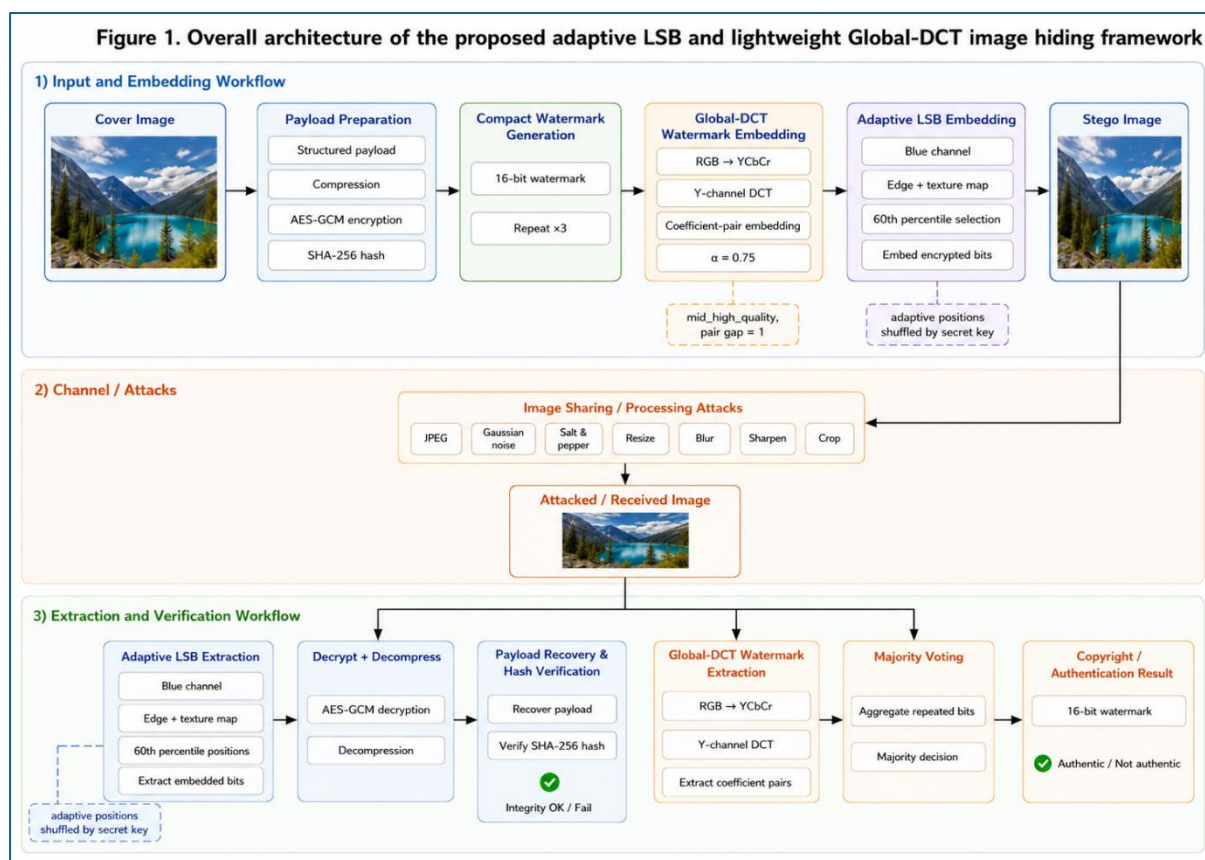 Figure 1. Overall architecture of the proposed adaptive LSB and lightweight Global-DCT image hiding framework
1) Input and Embedding Workflow
Cover Image
Payload Preparation
Structured payload
Compression
AES-GCM encryption
SHA-256 hash
Compact Watermark
Generation
16-bit watermark
Repeat ×3
Global-DCT
Watermark Embedding
RGB → YCbCr
Y-channel DCT
Coefficient-pair embedding
α = 0.75
mid_high_quality,
pair gap = 1
Adaptive LSB Embedding
Blue channel
Edge + texture map
60th percentile selection
Embed encrypted bits
adaptive positions
shuffled by secret key
Stego Image
2) Channel / Attacks
Image Sharing / Processing Attacks
JPEG
Gaussian
noise
Salt &
pepper
Resize
Blur
Sharpen
Crop
Attacked / Received Image
3) Extraction and Verification Workflow
Adaptive LSB Extraction
Blue channel
Edge + texture map
60th percentile positions
Extract embedded bits
adaptive positions
shuffled by secret key
Decrypt + Decompress
AES-GCM decryption
Decompression
Payload Recovery &
Hash Verification
Recover payload
Verify SHA-256 hash
Integrity OK / Fail
Global-DCT Watermark
Extraction
RGB → YCbCr
Y-channel DCT
Extract coefficient pairs
Majority Voting
Aggregate repeated bits
Majority decision
Copyright /
Authentication Result
16-bit watermark
Authentic / Not authentic